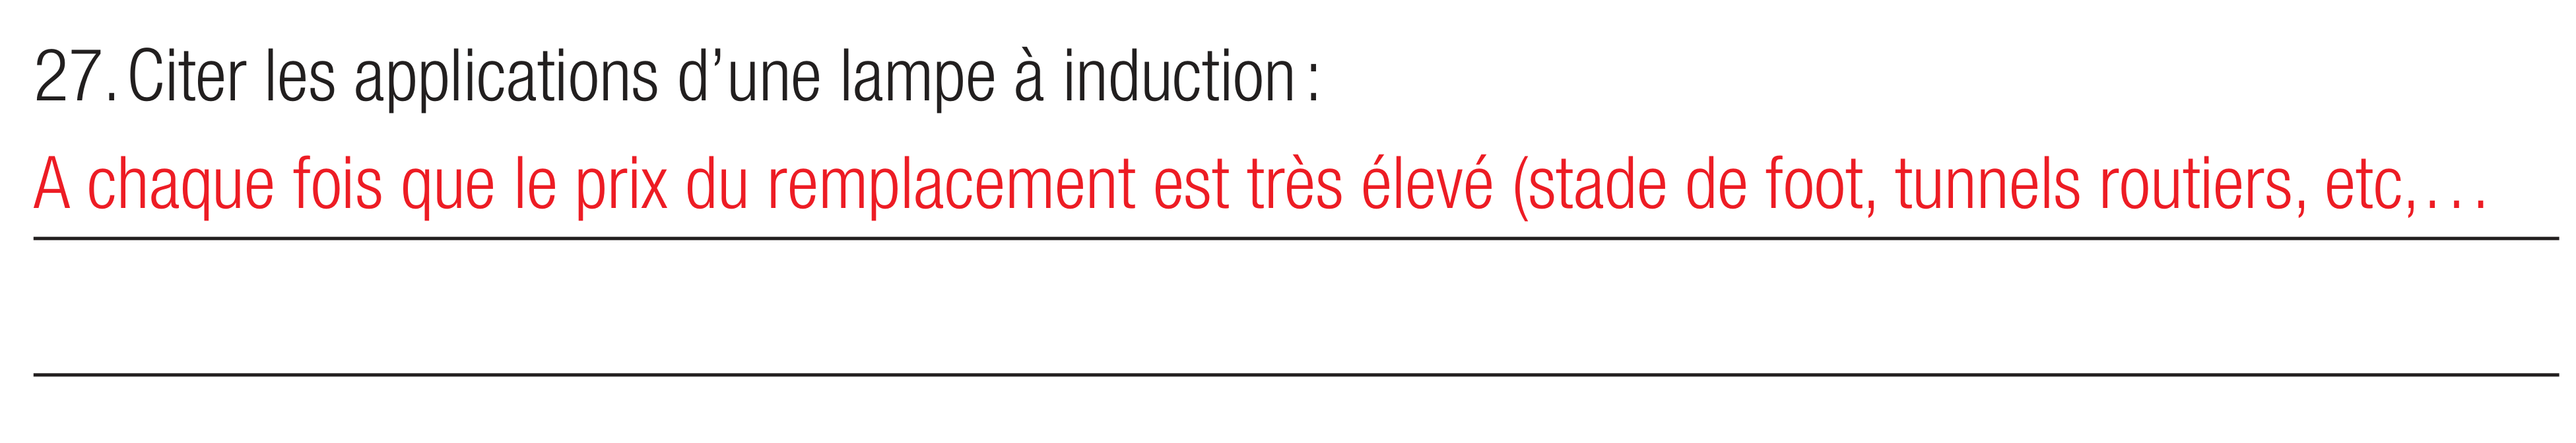 27. Citer les applications d’une lampe à induction :
A chaque fois que le prix du remplacement est très élevé (stade de foot, tunnels routiers, etc,...